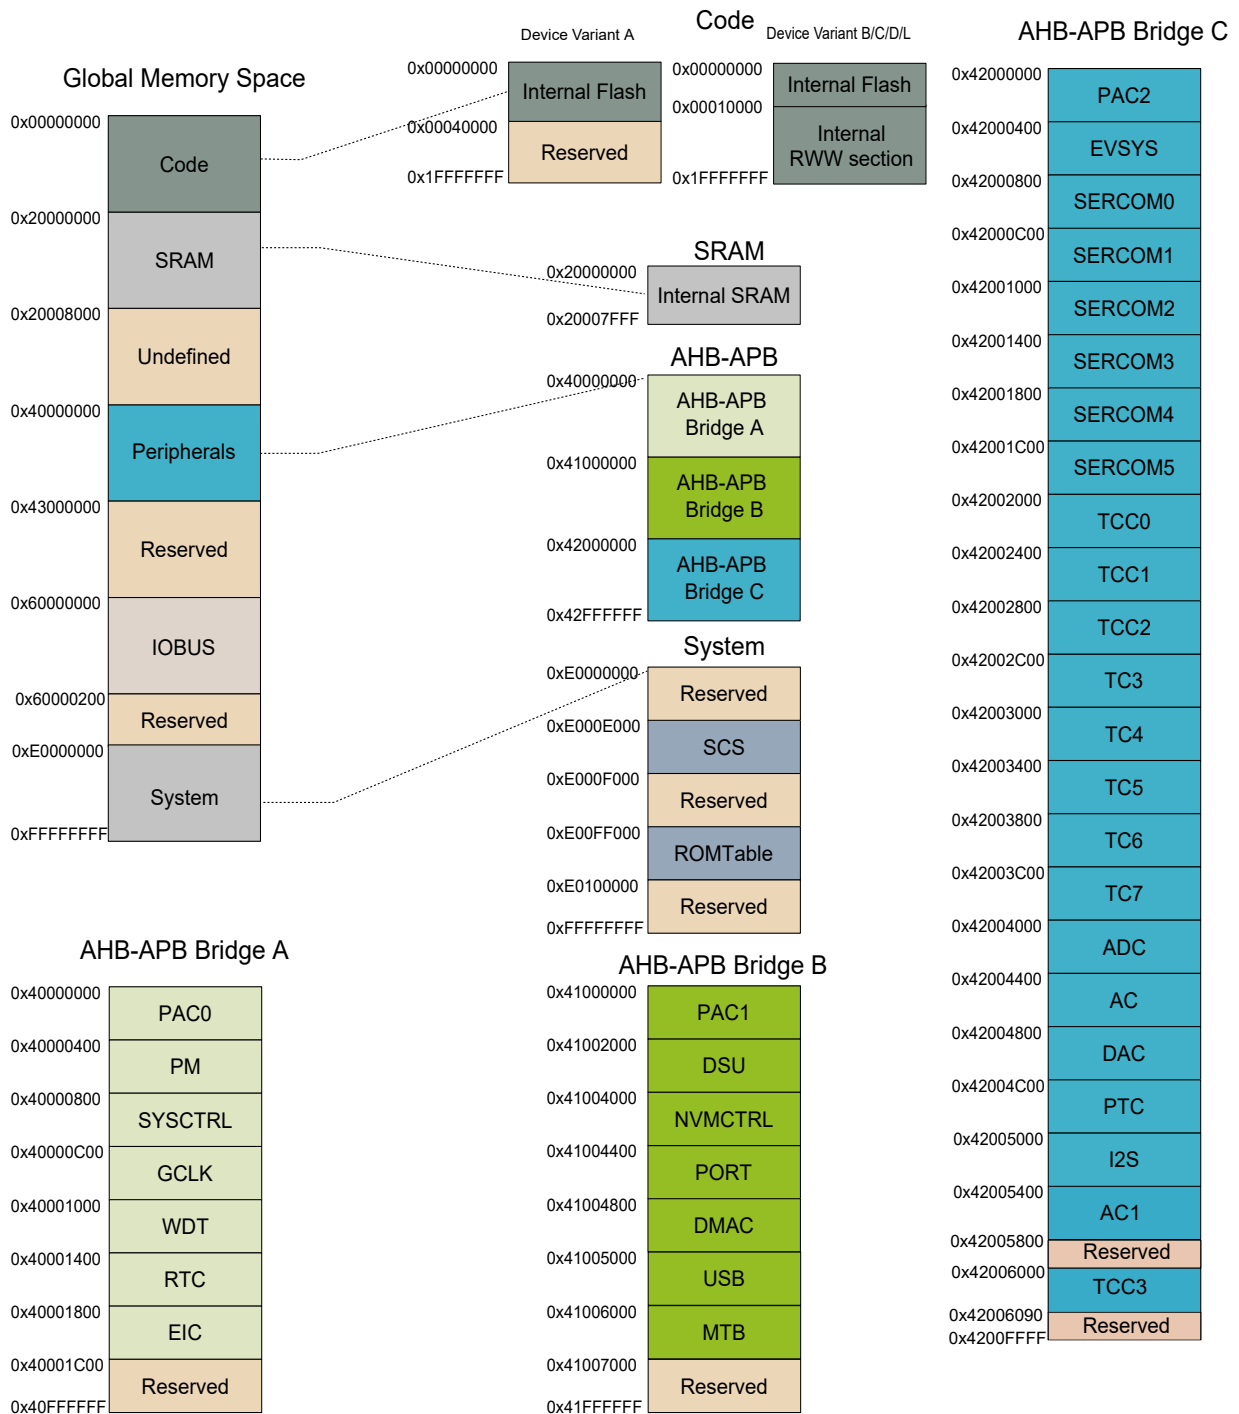 Global Memory Space
0x00000000
Code
0x20000000
SRAM
0x20008000
Undefined
0x40000000
Peripherals
0x43000000
Reserved
0x60000000
IOBUS
0x60000200
Reserved
0xE0000000
System
0xFFFFFFFF
Code
Device Variant A
0x00000000
Internal Flash
0x00040000
Reserved
0x1FFFFFFF
Device Variant B/C/D/L
0x00000000
Internal Flash
0x00010000
Internal
RWW section
0x1FFFFFFF
SRAM
0x20000000
Internal SRAM
0x20007FFF
AHB-APB
0x40000000
AHB-APB
Bridge A
0x41000000
AHB-APB
Bridge B
0x42000000
AHB-APB
Bridge C
0x42FFFFFF
System
0xE0000000
Reserved
0xE000E000
SCS
0xE000F000
Reserved
0xE00FF000
ROMTable
0xE0100000
Reserved
0xFFFFFFFF
AHB-APB Bridge A
0x40000000
PAC0
0x40000400
PM
0x40000800
SYSCTRL
0x40000C00
GCLK
0x40001000
WDT
0x40001400
RTC
0x40001800
EIC
0x40001C00
Reserved
0x40FFFFFF
AHB-APB Bridge B
0x41000000
PAC1
0x41002000
DSU
0x41004000
NVMCTRL
0x41004400
PORT
0x41004800
DMAC
0x41005000
USB
0x41006000
MTB
0x41007000
Reserved
0x41FFFFFF
AHB-APB Bridge C
0x42000000
PAC2
0x42000400
EVSYS
0x42000800
SERCOM0
0x42000C00
SERCOM1
0x42001000
SERCOM2
0x42001400
SERCOM3
0x42001800
SERCOM4
0x42001C00
SERCOM5
0x42002000
TCC0
0x42002400
TCC1
0x42002800
TCC2
0x42002C00
TC3
0x42003000
TC4
0x42003400
TC5
0x42003800
TC6
0x42003C00
TC7
0x42004000
ADC
0x42004400
AC
0x42004800
DAC
0x42004C00
PTC
0x42005000
I2S
0x42005400
AC1
0x42005800
Reserved
0x42006000
TCC3
0x42006090
Reserved
0x4200FFFF